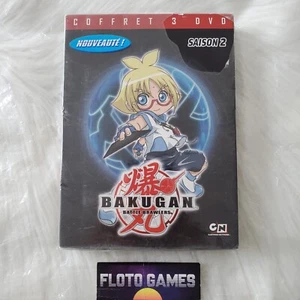 COFFRET 3 DVD
NOUVEAUTÉ !
SAISON 2
爆
BAKUGAN
BATTLE BRAWLERS
丸
CN
FLOTO GAMES